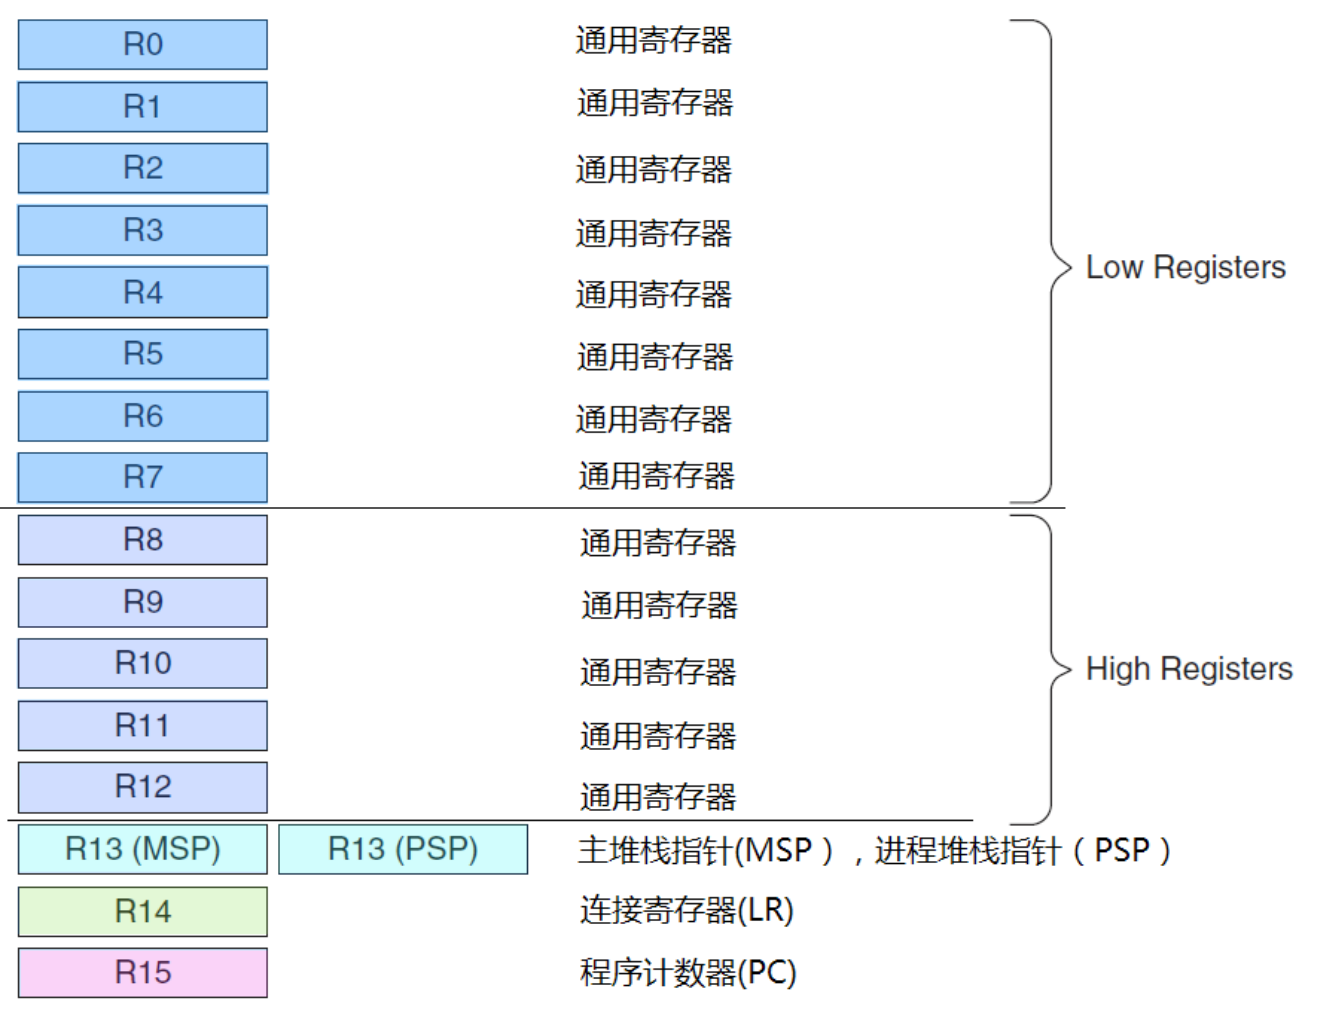 R0 通用寄存器
R1 通用寄存器
R2 通用寄存器
R3 通用寄存器
Low Registers
R4 通用寄存器
R5 通用寄存器
R6 通用寄存器
R7 通用寄存器
R8 通用寄存器
R9 通用寄存器
R10 通用寄存器
High Registers
R11 通用寄存器
R12 通用寄存器
R13 (MSP) R13 (PSP) 主堆栈指针(MSP），进程堆栈指针（PSP）
R14 连接寄存器(LR)
R15 程序计数器(PC)